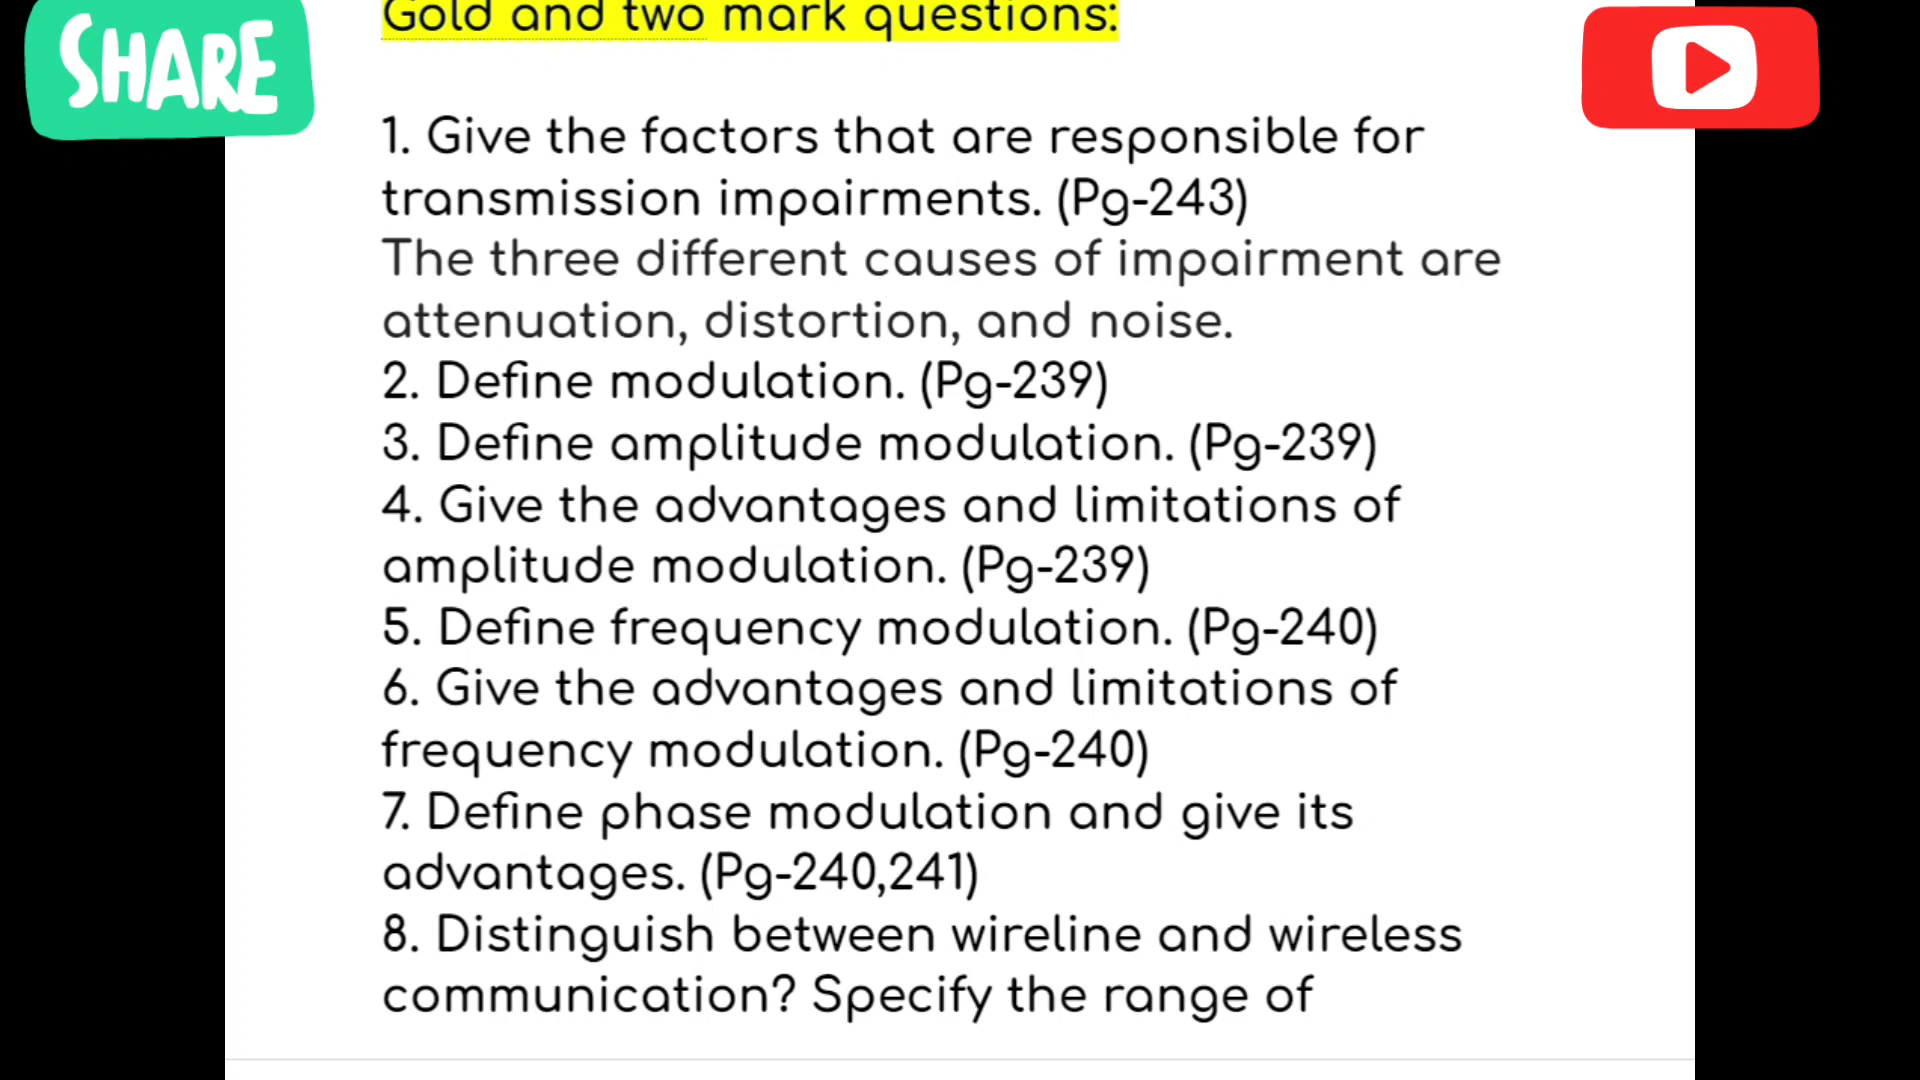 SHARE
Gold and two mark questions:
1. Give the factors that are responsible for
transmission impairments. (Pg-243)
The three different causes of impairment are
attenuation, distortion, and noise.
2. Define modulation. (Pg-239)
3. Define amplitude modulation. (Pg-239)
4. Give the advantages and limitations of
amplitude modulation. (Pg-239)
5. Define frequency modulation. (Pg-240)
6. Give the advantages and limitations of
frequency modulation. (Pg-240)
7. Define phase modulation and give its
advantages. (Pg-240,241)
8. Distinguish between wireline and wireless
communication? Specify the range of